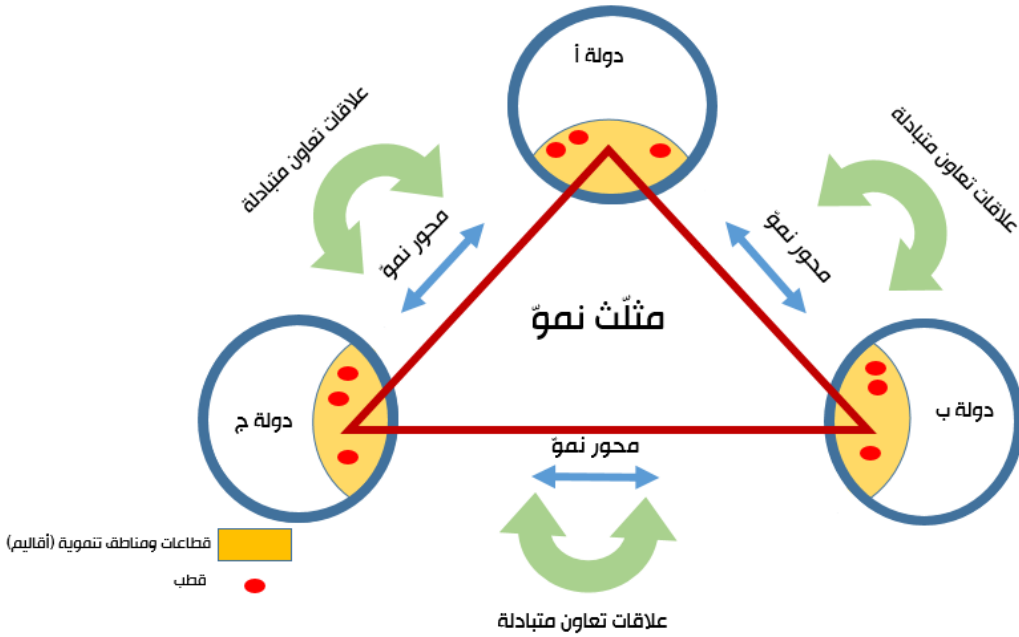 دولة أ
علاقات تعاون متبادلة
علاقات تعاون متبادلة
محور نموّ
محور نموّ
مثلّث نموّ
دولة ب
دولة ج
محور نموّ
قطاعات ومناطق تنموية (أقاليم)
قطب
علاقات تعاون متبادلة